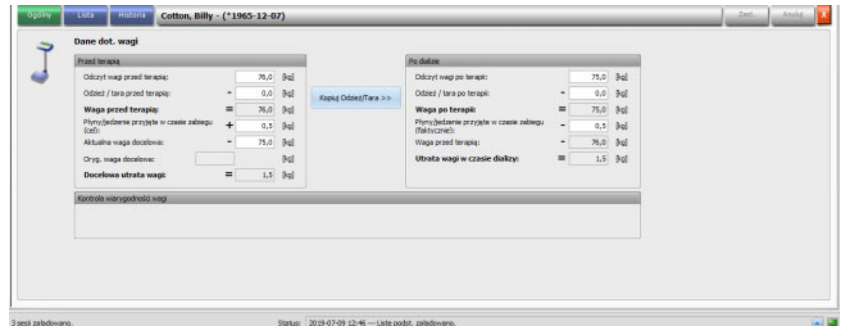 Ogólny Lista Historia Cotton, Billy - (*1965-12-07) Zast. Anuluj X
Dane dot. wagi
Przed terapią
Odczyt wagi przed terapią: 76,0 [kg]
Odzież / tara przed terapią: - 0,0 [kg]
Waga przed terapią: = 76,0 [kg]
Płyny/jedzenie przyjęte w czasie zabiegu
(cel): + 0,5 [kg]
Aktualna waga docelowa: - 75,0 [kg]
Oryg. waga docelowa: [kg]
Docelowa utrata wagi: = 1,5 [kg]
Kopiuj Odzież/Tara >>
Po dializie
Odczyt wagi po terapii: 75,0 [kg]
Odzież / tara po terapii: - 0,0 [kg]
Waga po terapii: = 75,0 [kg]
Płyny/jedzenie przyjęte w czasie zabiegu
(faktycznie): - 0,5 [kg]
Waga przed terapią: - 76,0 [kg]
Utrata wagi w czasie dializy: = 1,5 [kg]
Kontrola wiarygodności wagi
3 sesji załadowano. Status: 2019-07-09 12:46 --- Liste podst. załadowano.